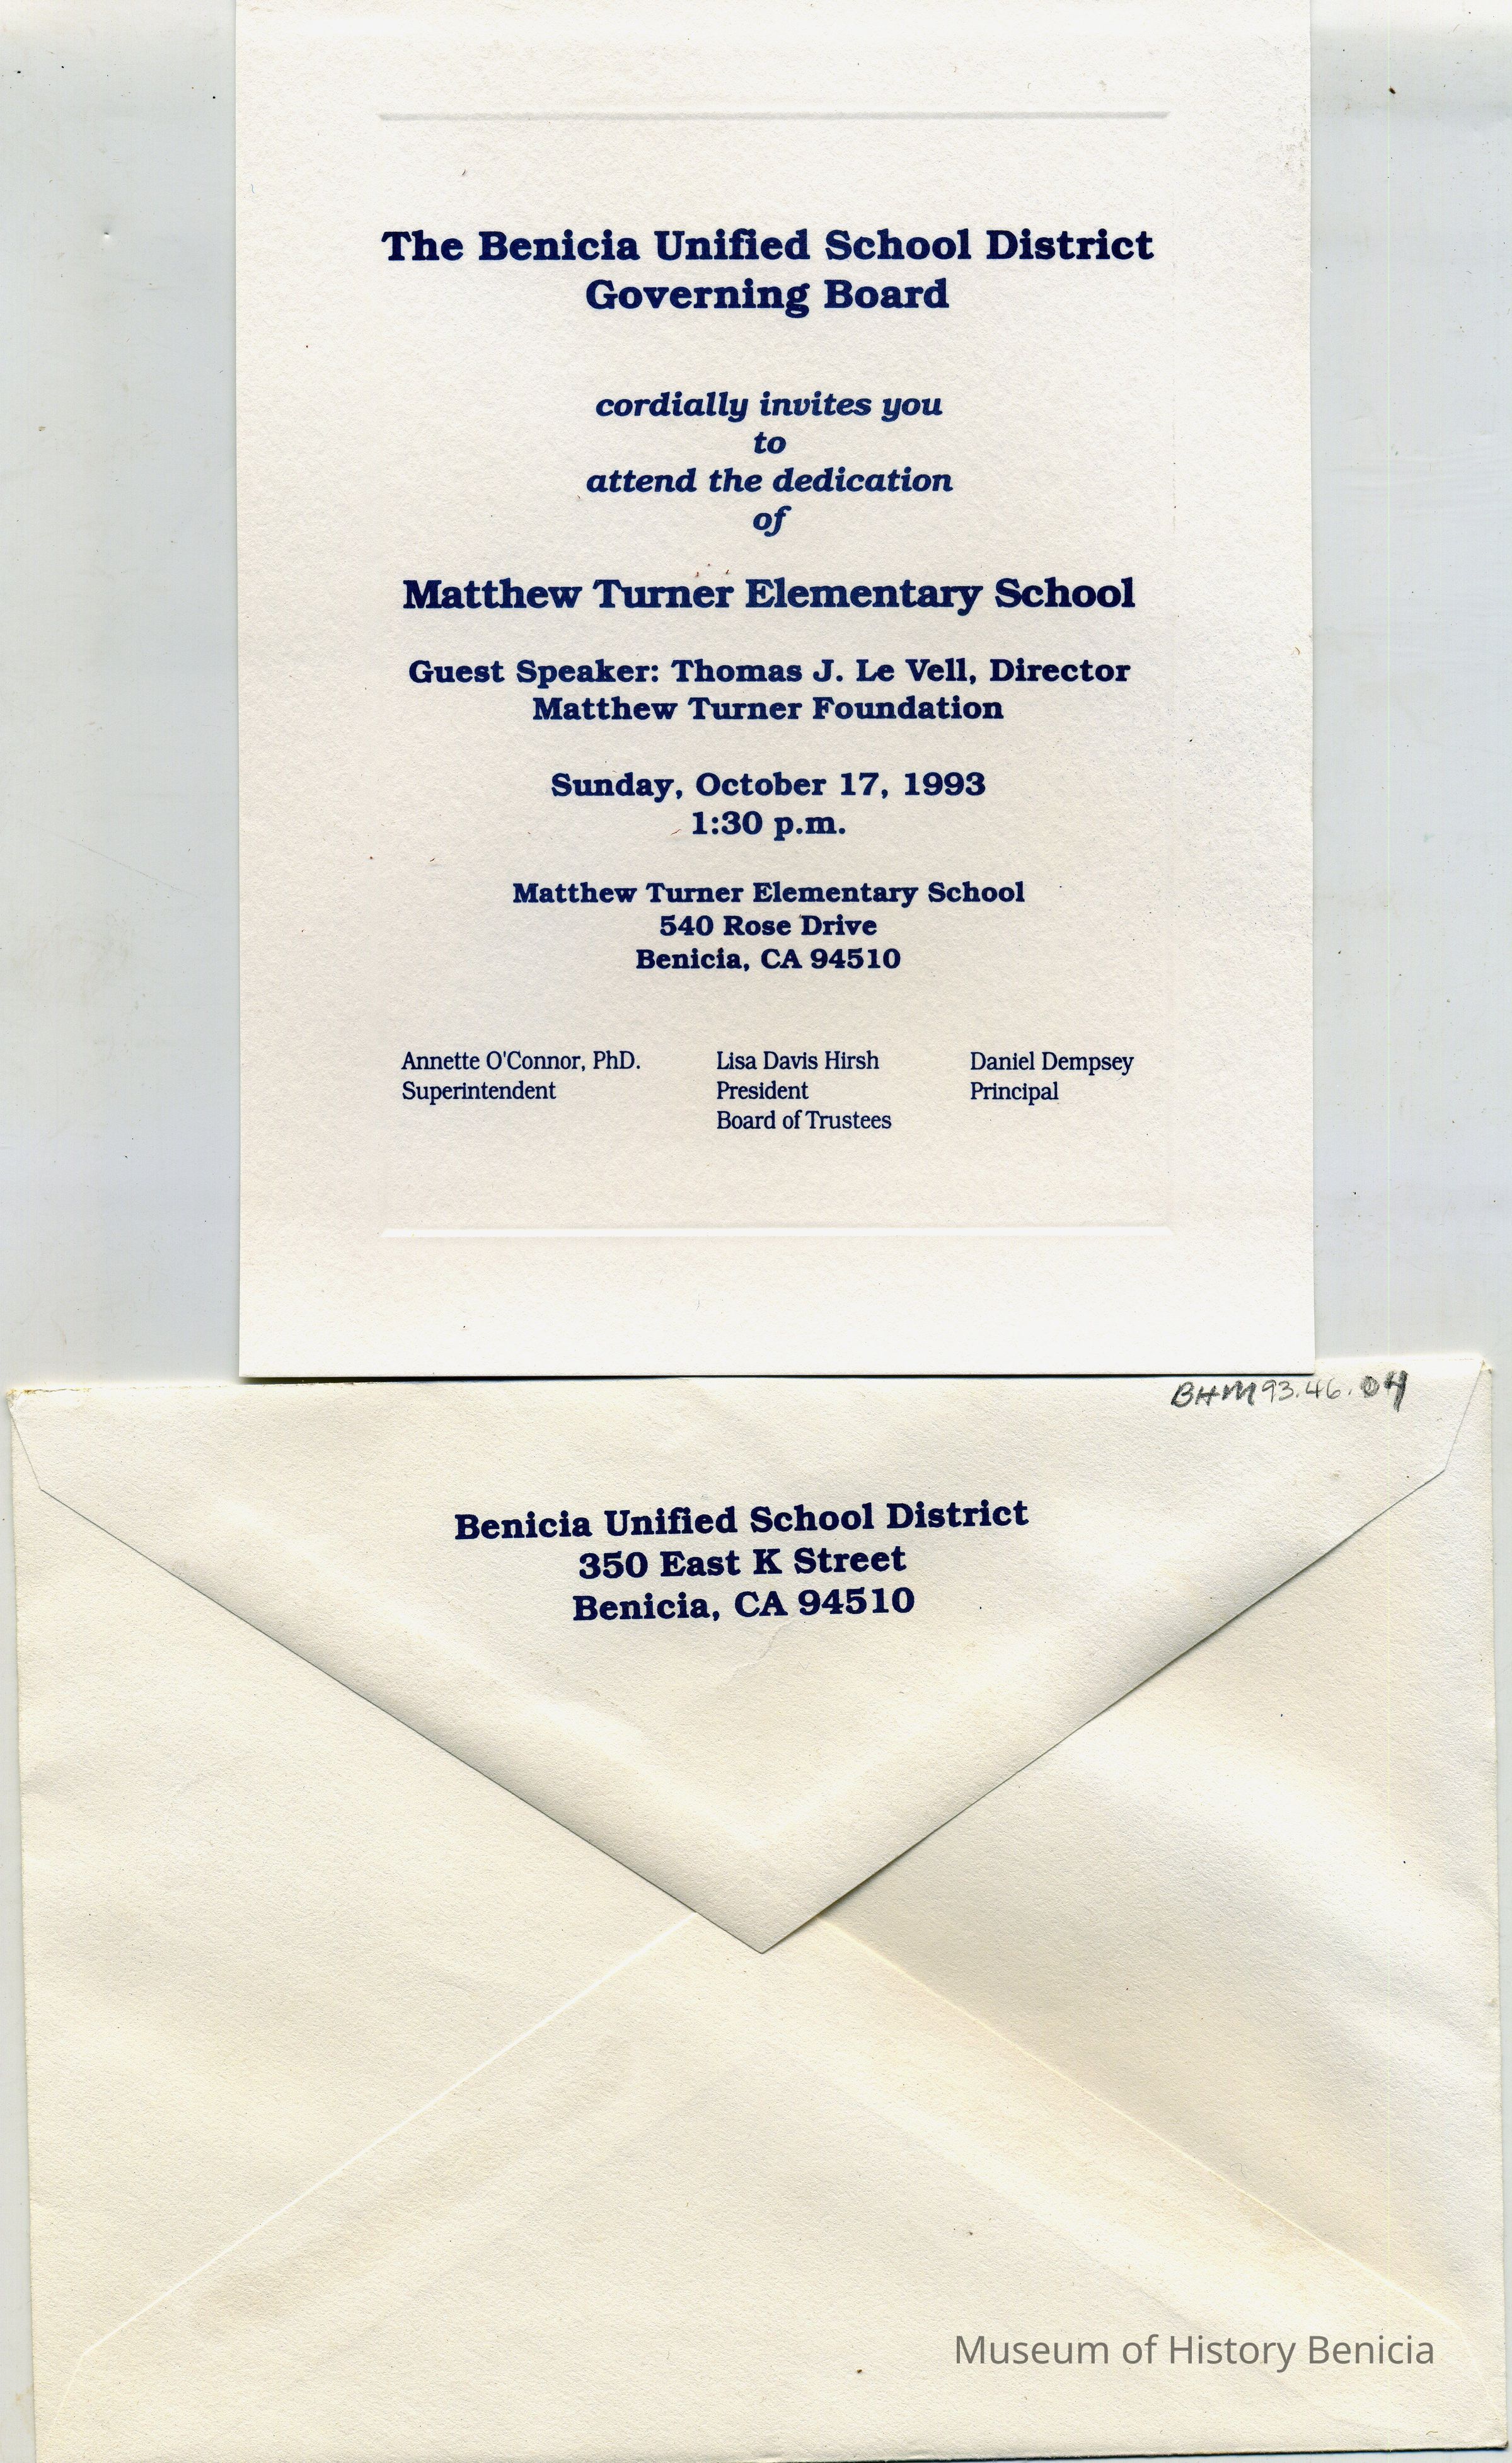 The Benicia Unified School District
Governing Board
cordially invites you
to
attend the dedication
of
Matthew Turner Elementary School
Guest Speaker: Thomas J. Le Vell, Director
Matthew Turner Foundation
Sunday, October 17, 1993
1:30 p.m.
Matthew Turner Elementary School
540 Rose Drive
Benicia, CA 94510
Annette O'Connor, PhD. Lisa Davis Hirsh Daniel Dempsey
Superintendent President Principal
Board of Trustees
BHM93.46.04
Benicia Unified School District
350 East K Street
Benicia, CA 94510
Museum of History Benicia